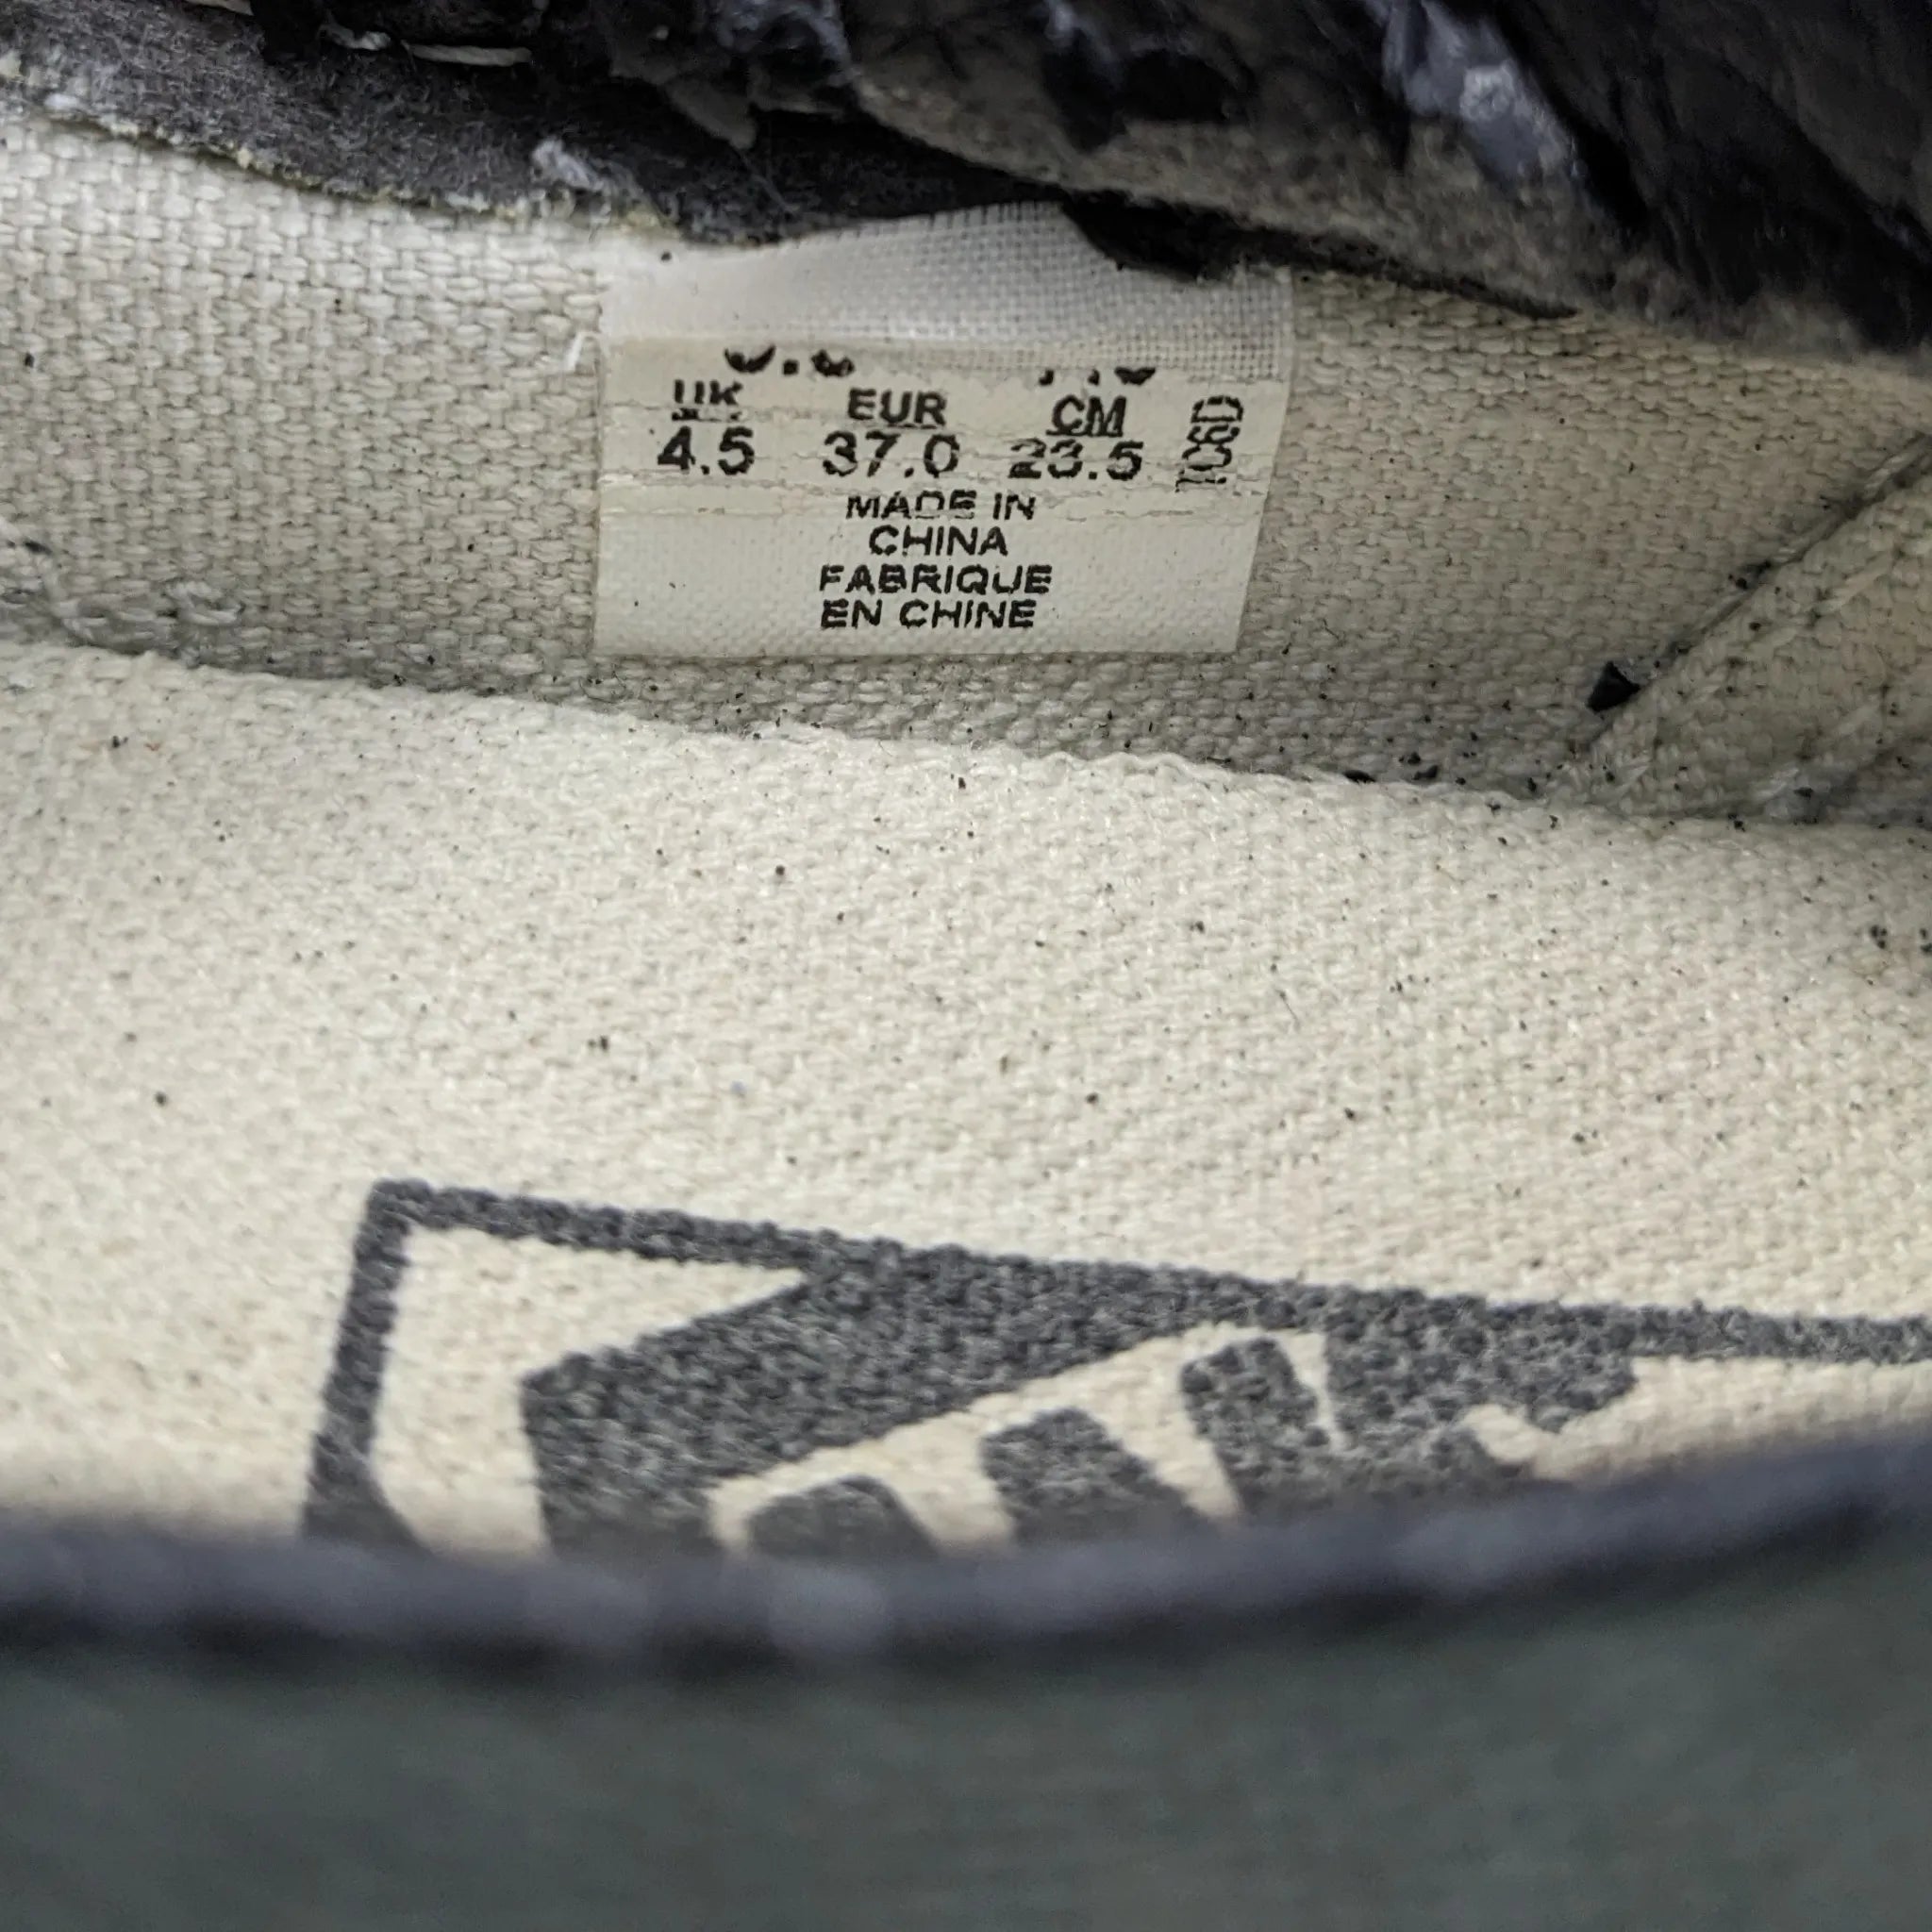 UK EUR CM
4.5 37.0 23.5
MADE IN
CHINA
FABRIQUE
EN CHINE